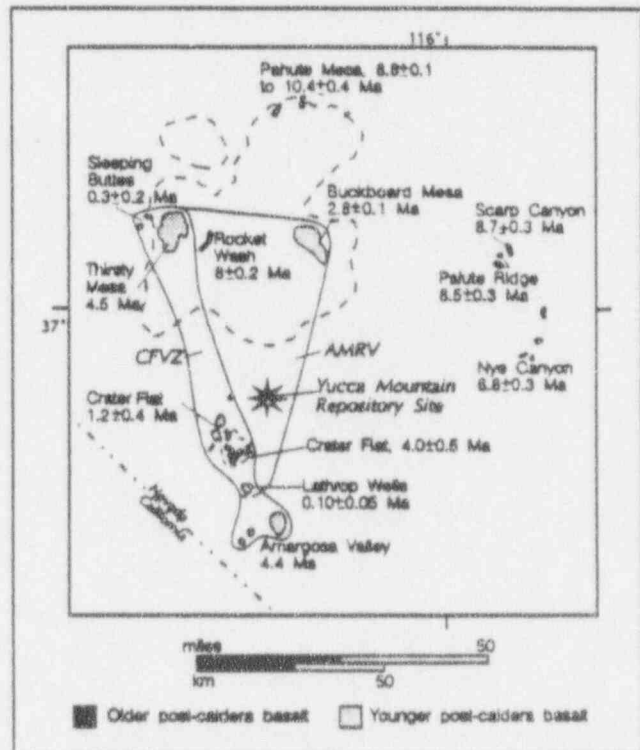 116°
Pahute Mesa, 8.8±0.1
to 10.4±0.4 Ma
Sleeping
Buttes
0.3±0.2 Ma
Buckboard Mesa
2.8±0.1 Ma
Scarp Canyon
8.7±0.3 Ma
Rocket
Wash
8±0.2 Ma
Thirsty
Mesa
4.5 Ma
Paiute Ridge
8.5±0.3 Ma
37°
CFVZ
AMRV
Nye Canyon
6.8±0.3 Ma
Yucca Mountain
Repository Site
Crater Flat
1.2±0.4 Ma
Crater Flat, 4.0±0.5 Ma
Lathrop Wells
0.10±0.05 Ma
Nevada
California
Amargosa Valley
4.4 Ma
miles
50
km
50
Older post-caldera basalt
Younger post-caldera basalt